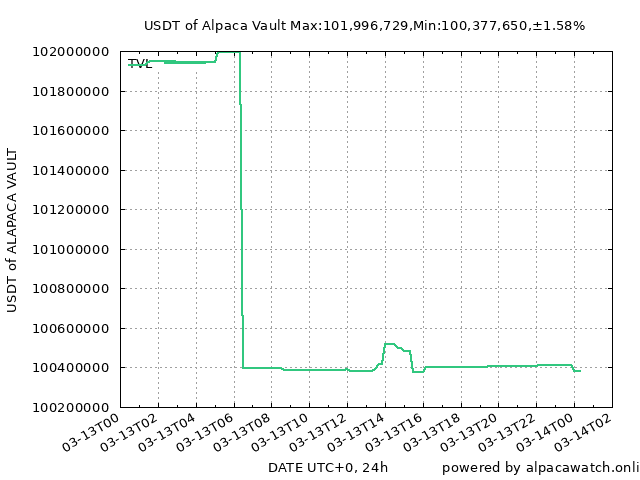 USDT of Alpaca Vault Max:101,996,729,Min:100,377,650,±1.58%
102000000
TVL
101800000
101600000
101400000
101200000
101000000
100800000
100600000
100400000
100200000
USDT of ALAPACA VAULT
03-13T00
03-13T02
03-13T04
03-13T06
03-13T08
03-13T10
03-13T12
03-13T14
03-13T16
03-13T18
03-13T20
03-13T22
03-14T00
03-14T02
DATE UTC+0, 24h
powered by alpacawatch.onli